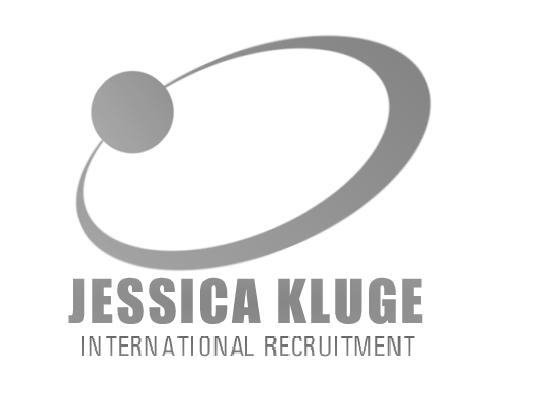 JESSICA KLUGE
INTERNATIONAL RECRUITMENT